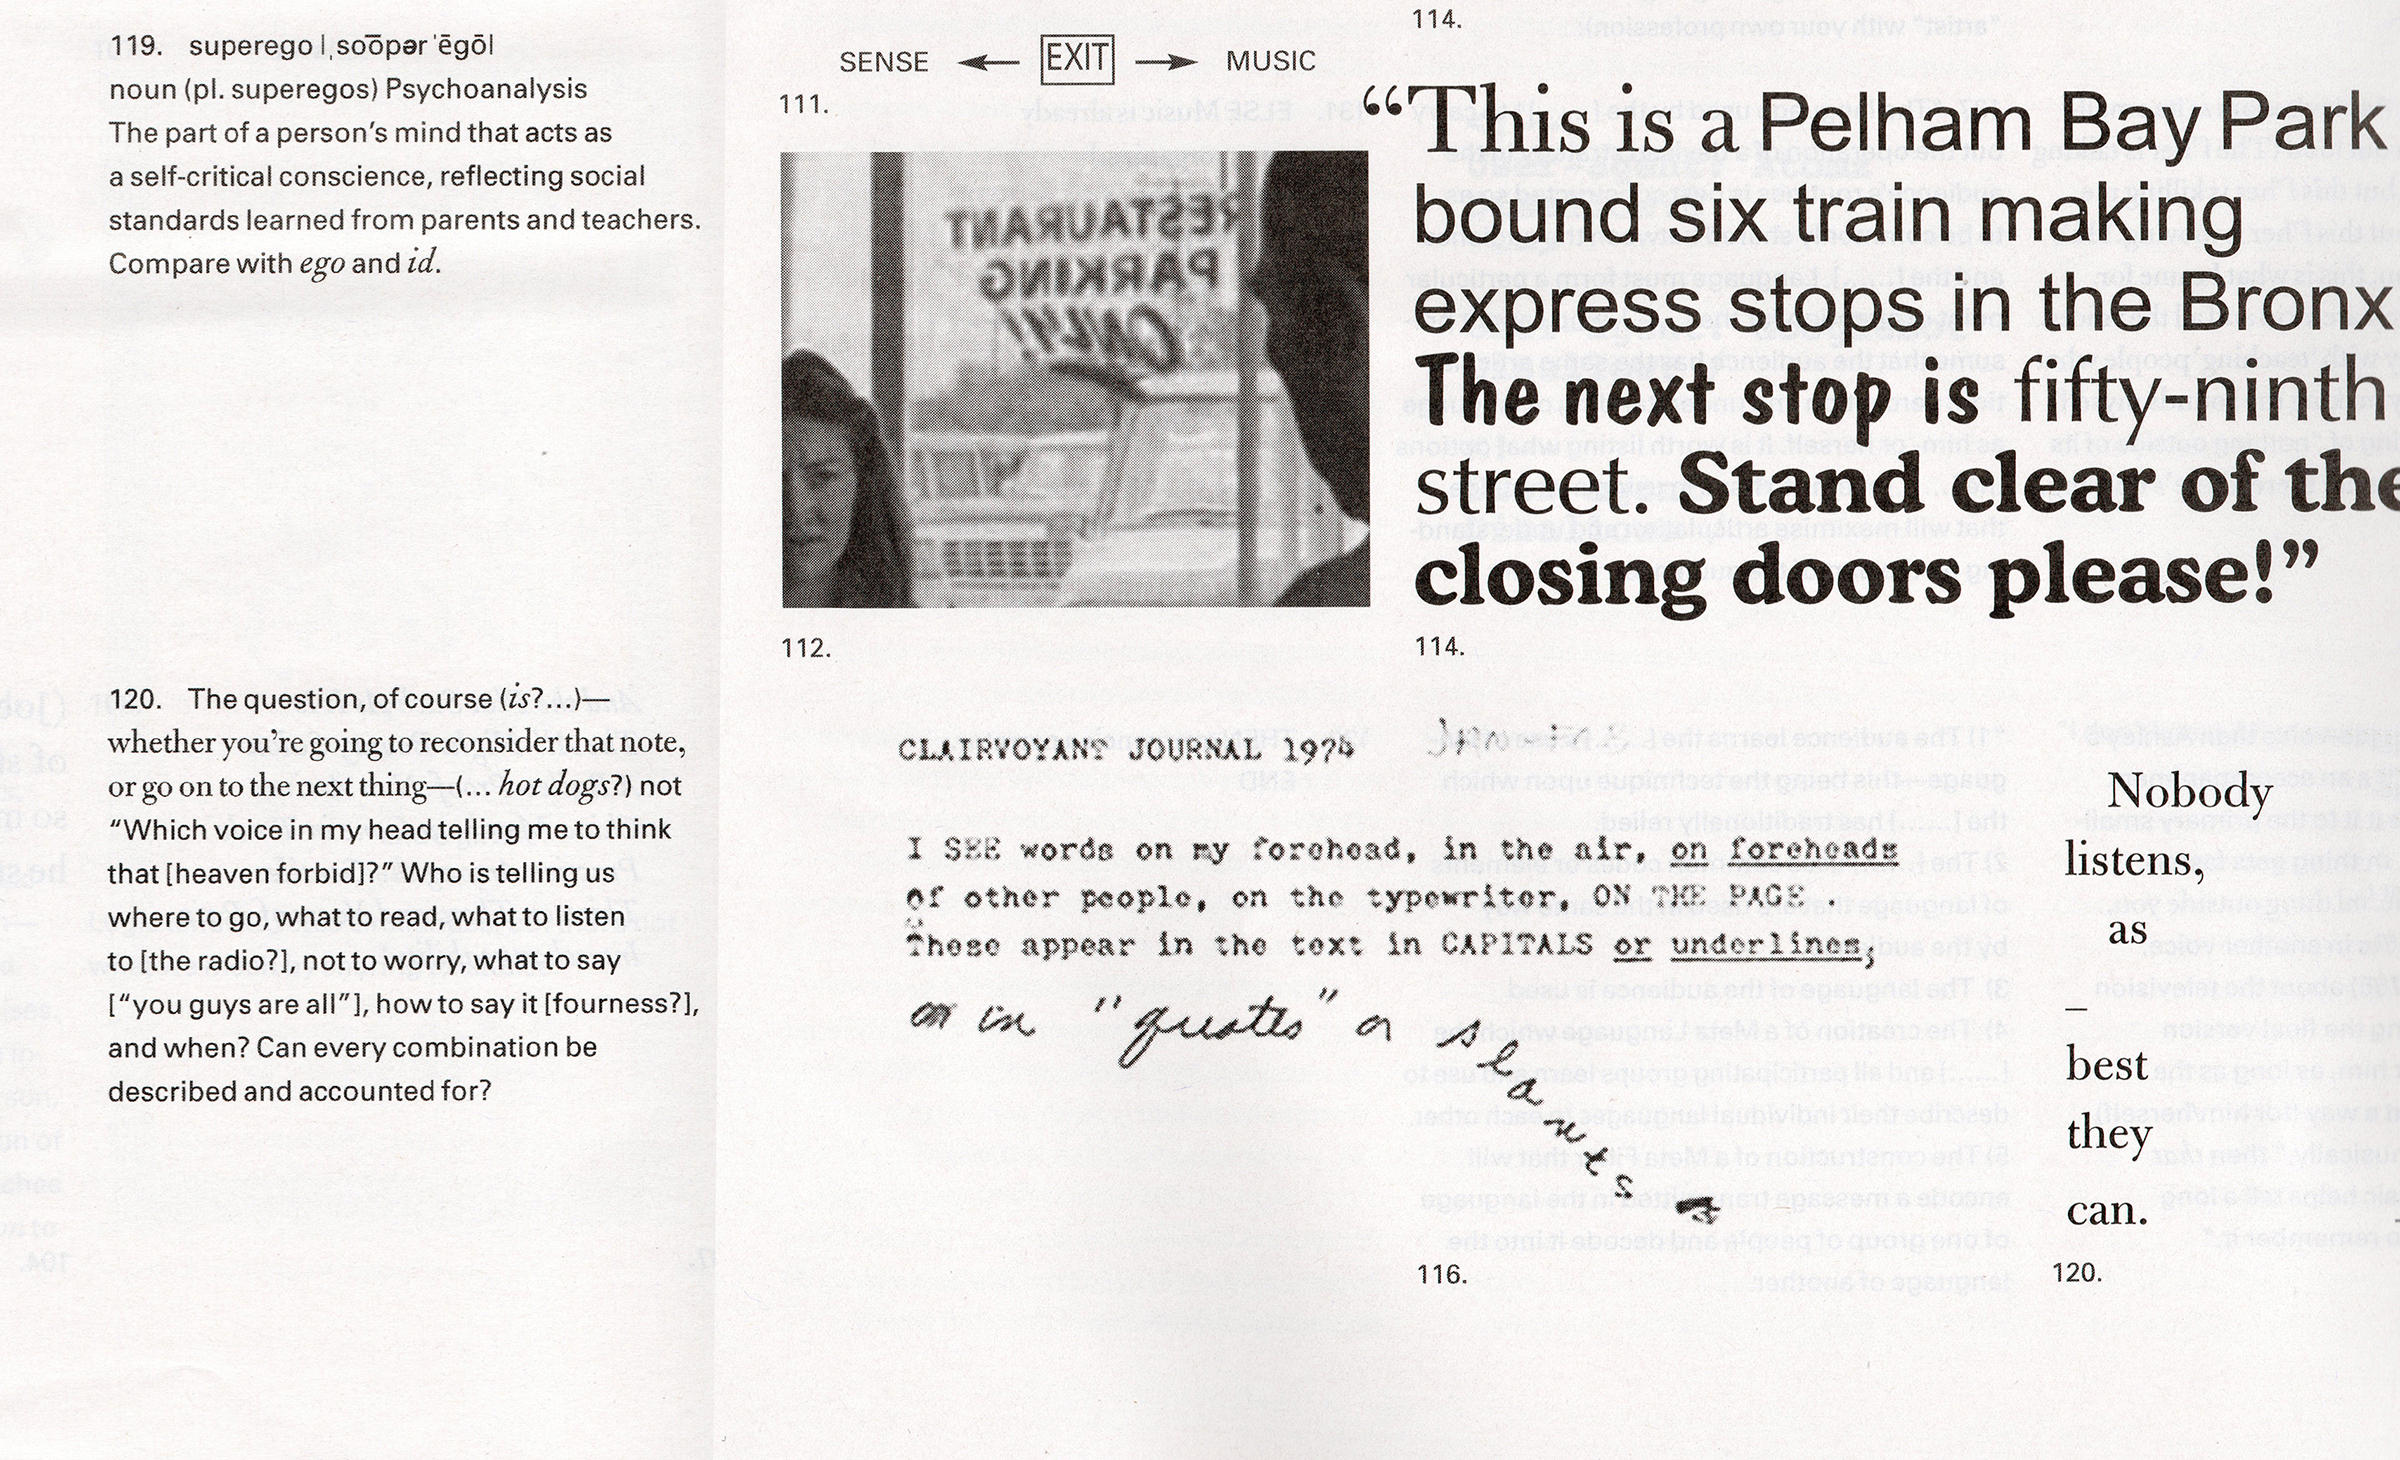 119. superego |ˌso͞opər ˈēgō|
noun (pl. superegos) Psychoanalysis
The part of a person’s mind that acts as
a self-critical conscience, reflecting social
standards learned from parents and teachers.
Compare with ego and id.
120. The question, of course (is?...)—
whether you’re going to reconsider that note,
or go on to the next thing—(... hot dogs?) not
“Which voice in my head telling me to think
that [heaven forbid]?” Who is telling us
where to go, what to read, what to listen
to [the radio?], not to worry, what to say
[“you guys are all”], how to say it [fourness?],
and when? Can every combination be
described and accounted for?
SENSE ← EXIT → MUSIC
111.
RESTAURANT
PARKING
ONLY!
112.
114.
“This is a Pelham Bay Park
bound six train making
express stops in the Bronx
The next stop is fifty-ninth
street. Stand clear of the
closing doors please!”
114.
CLAIRVOYANT JOURNAL 1974
I SEE words on my forehead, in the air, on foreheads
of other people, on the typewriter, ON THE PAGE .
These appear in the text in CAPITALS or underlines,
or in "quotes" or slants
116.
Nobody
listens,
as
–
best
they
can.
120.